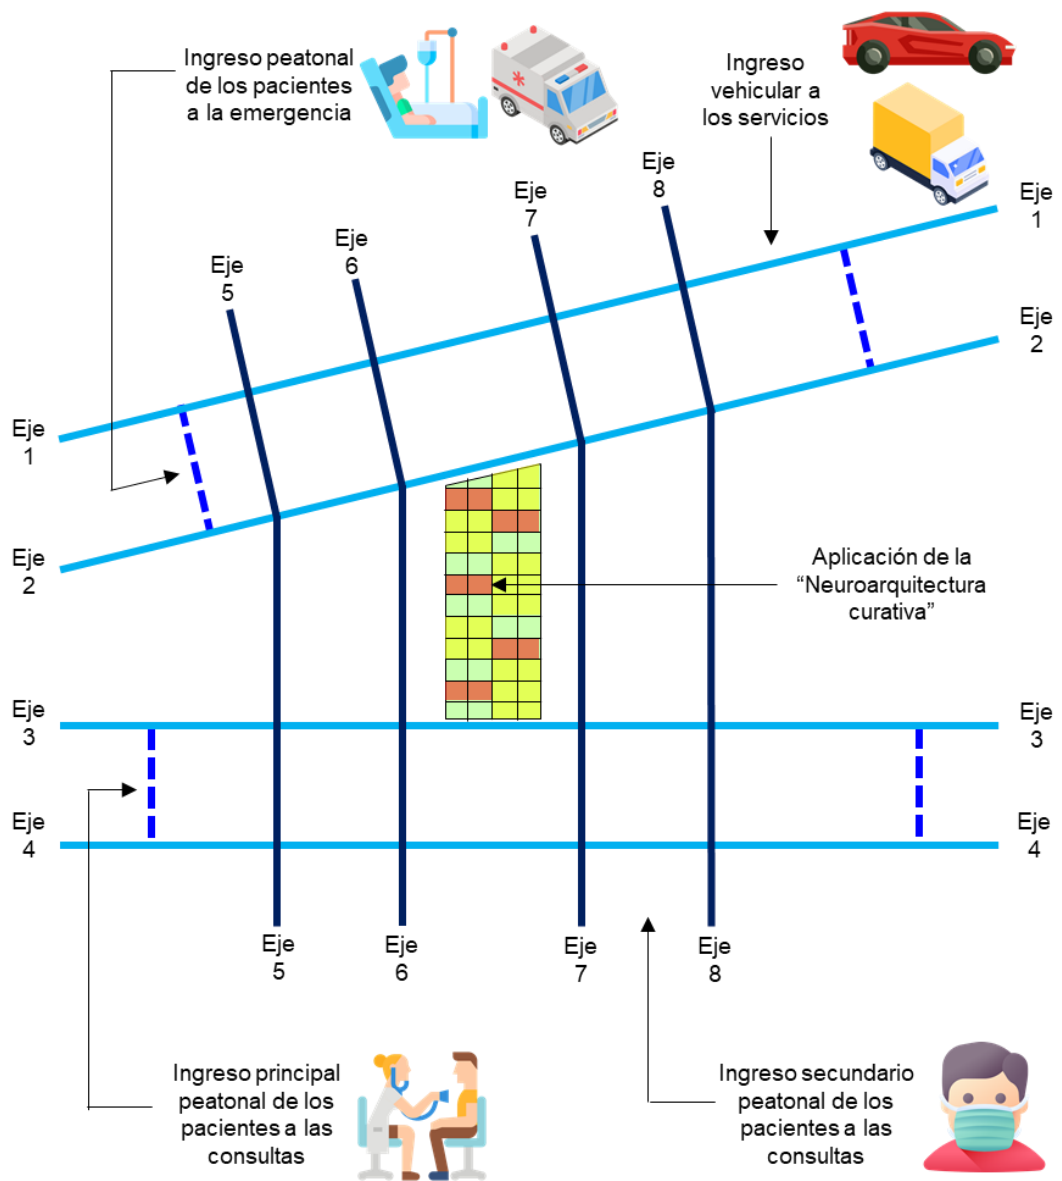 Ingreso peatonal
de los pacientes
a la emergencia
Ingreso
vehicular a
los servicios
Eje
8
Eje
7
Eje
1
Eje
6
Eje
5
Eje
2
Eje
1
Eje
2
Aplicación de la
“Neuroarquitectura
curativa”
Eje
3
Eje
3
Eje
4
Eje
4
Eje
5
Eje
6
Eje
7
Eje
8
Ingreso principal
peatonal de los
pacientes a las
consultas
Ingreso secundario
peatonal de los
pacientes a las
consultas